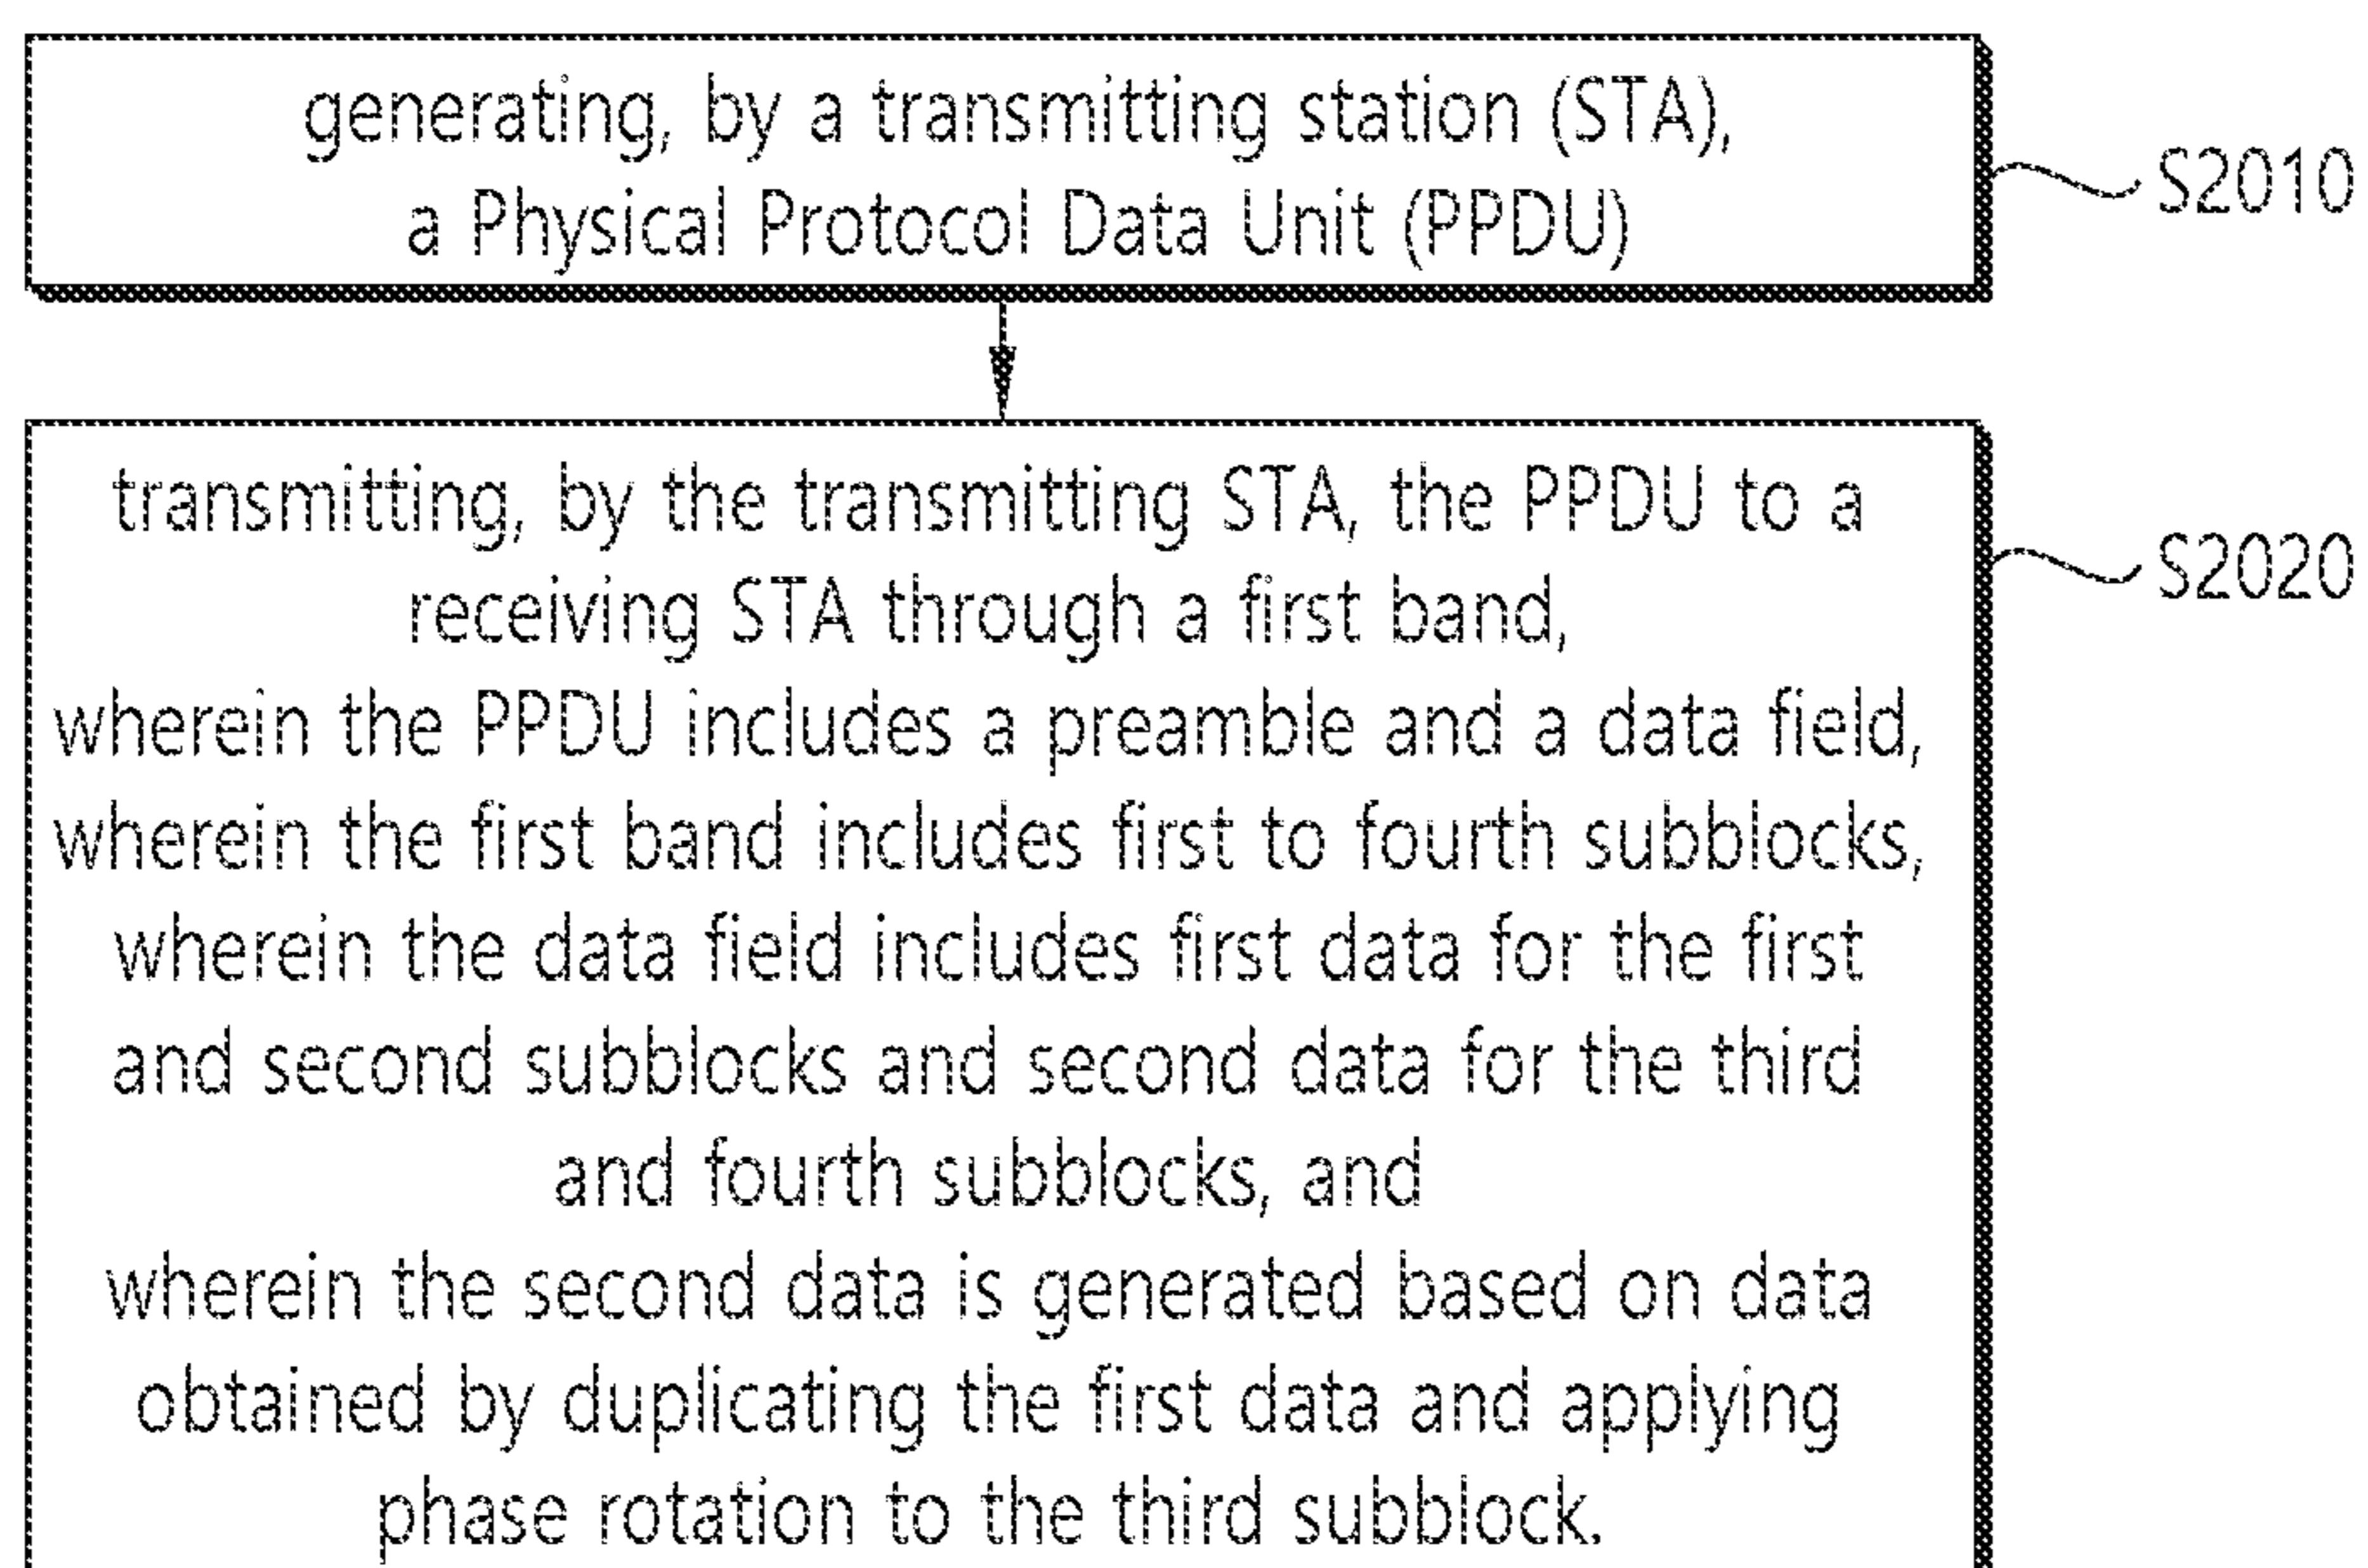 generating, by a transmitting station (STA),
a Physical Protocol Data Unit (PPDU)
S2010
transmitting, by the transmitting STA, the PPDU to a
receiving STA through a first band,
wherein the PPDU includes a preamble and a data field,
wherein the first band includes first to fourth subblocks,
wherein the data field includes first data for the first
and second subblocks and second data for the third
and fourth subblocks, and
wherein the second data is generated based on data
obtained by duplicating the first data and applying
phase rotation to the third subblock.
S2020